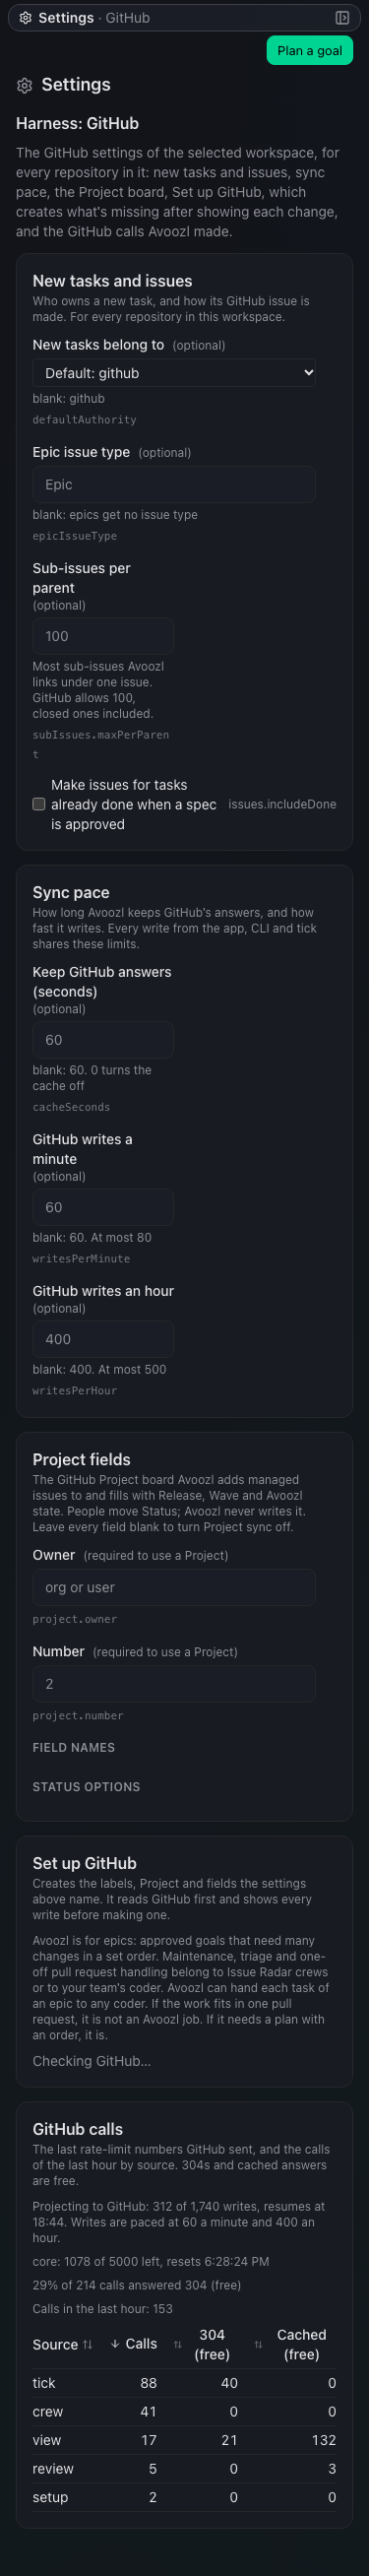 Settings · GitHub
Plan a goal
Settings
Harness: GitHub
The GitHub settings of the selected workspace, for
every repository in it: new tasks and issues, sync
pace, the Project board, Set up GitHub, which
creates what's missing after showing each change,
and the GitHub calls Avoozl made.
New tasks and issues
Who owns a new task, and how its GitHub issue is
made. For every repository in this workspace.
New tasks belong to (optional)
Default: github
blank: github
defaultAuthority
Epic issue type (optional)
Epic
blank: epics get no issue type
epicIssueType
Sub-issues per
parent
(optional)
100
Most sub-issues Avoozl
links under one issue.
GitHub allows 100,
closed ones included.
subIssues.maxPerParen
t
Make issues for tasks
already done when a spec issues.includeDone
is approved
Sync pace
How long Avoozl keeps GitHub's answers, and how
fast it writes. Every write from the app, CLI and tick
shares these limits.
Keep GitHub answers
(seconds)
(optional)
60
blank: 60. 0 turns the
cache off
cacheSeconds
GitHub writes a
minute
(optional)
60
blank: 60. At most 80
writesPerMinute
GitHub writes an hour
(optional)
400
blank: 400. At most 500
writesPerHour
Project fields
The GitHub Project board Avoozl adds managed
issues to and fills with Release, Wave and Avoozl
state. People move Status; Avoozl never writes it.
Leave every field blank to turn Project sync off.
Owner (required to use a Project)
org or user
project.owner
Number (required to use a Project)
2
project.number
FIELD NAMES
STATUS OPTIONS
Set up GitHub
Creates the labels, Project and fields the settings
above name. It reads GitHub first and shows every
write before making one.
Avoozl is for epics: approved goals that need many
changes in a set order. Maintenance, triage and one-
off pull request handling belong to Issue Radar crews
or to your team's coder. Avoozl can hand each task of
an epic to any coder. If the work fits in one pull
request, it is not an Avoozl job. If it needs a plan with
an order, it is.
Checking GitHub...
GitHub calls
The last rate-limit numbers GitHub sent, and the calls
of the last hour by source. 304s and cached answers
are free.
Projecting to GitHub: 312 of 1,740 writes, resumes at
18:44. Writes are paced at 60 a minute and 400 an
hour.
core: 1078 of 5000 left, resets 6:28:24 PM
29% of 214 calls answered 304 (free)
Calls in the last hour: 153
Source ↑↓ ↓ Calls ↑↓ 304 (free) ↑↓ Cached (free)
tick 88 40 0
crew 41 0 0
view 17 21 132
review 5 0 3
setup 2 0 0